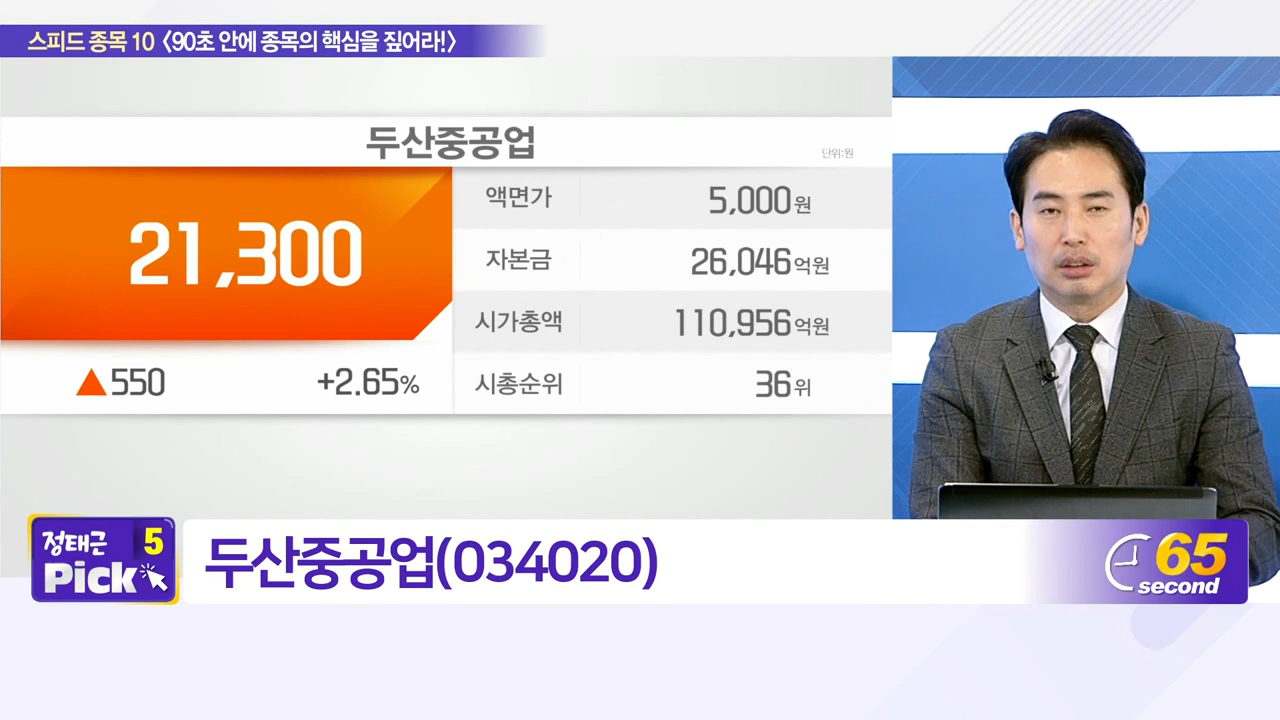 스피드 종목 10 <90초 안에 종목의 핵심을 짚어라!>
두산중공업
단위:원
21,300
▲550 +2.65%
액면가 5,000원
자본금 26,046억원
시가총액 110,956억원
시총순위 36위
정태근 5
Pick
두산중공업(034020)
65
second